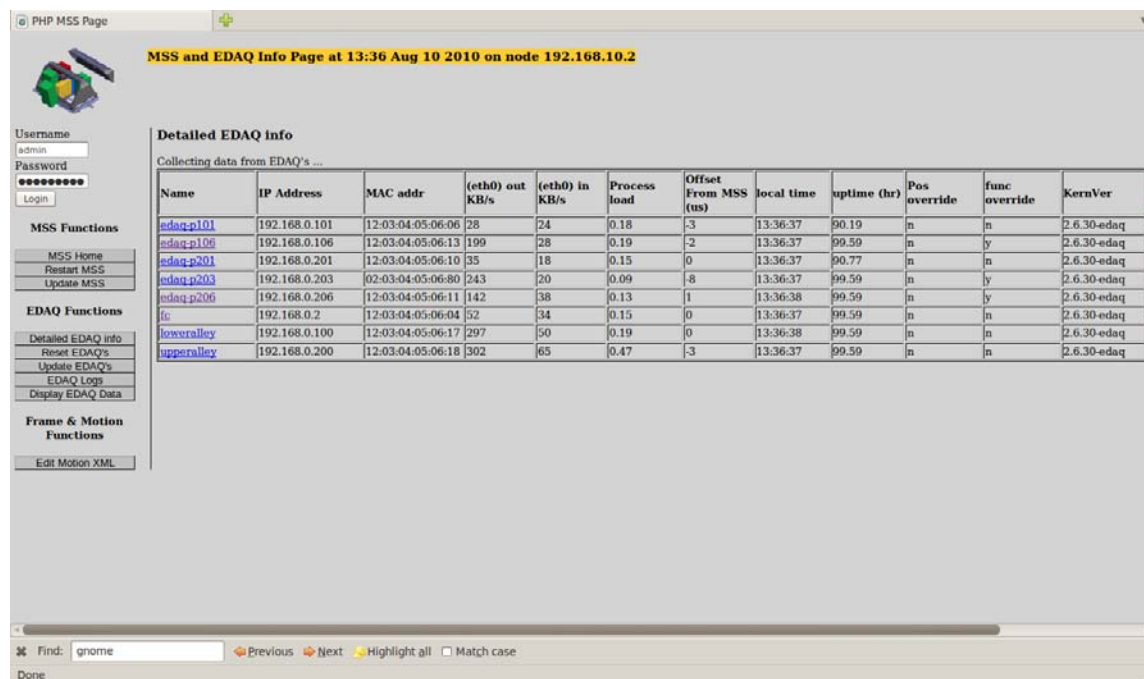 PHP MSS Page
MSS and EDAQ Info Page at 13:36 Aug 10 2010 on node 192.168.10.2
Username
admin
Password
Login
MSS Functions
MSS Home
Restart MSS
Update MSS
EDAQ Functions
Detailed EDAQ info
Reset EDAQ's
Update EDAQ's
EDAQ Logs
Display EDAQ Data
Frame & Motion
Functions
Edit Motion XML
Detailed EDAQ info
Collecting data from EDAQ's ...
Name IP Address MAC addr (eth0) out KB/s (eth0) in KB/s Process load Offset From MSS (us) local time uptime (hr) Pos override func override KernVer
edaq-p101 192.168.0.101 12:03:04:05:06:06 28 24 0.18 -3 13:36:37 90.19 n n 2.6.30-edaq
edaq-p106 192.168.0.106 12:03:04:05:06:13 199 28 0.19 -2 13:36:37 99.59 n y 2.6.30-edaq
edaq-p201 192.168.0.201 12:03:04:05:06:10 35 18 0.15 0 13:36:37 90.77 n n 2.6.30-edaq
edaq-p203 192.168.0.203 02:03:04:05:06:80 243 20 0.09 -8 13:36:37 99.59 n y 2.6.30-edaq
edaq-p206 192.168.0.206 12:03:04:05:06:11 142 38 0.13 1 13:36:38 99.59 n y 2.6.30-edaq
fc 192.168.0.2 12:03:04:05:06:04 52 34 0.15 0 13:36:37 99.59 n n 2.6.30-edaq
loweralley 192.168.0.100 12:03:04:05:06:17 297 50 0.19 0 13:36:38 99.59 n n 2.6.30-edaq
upperalley 192.168.0.200 12:03:04:05:06:18 302 65 0.47 -3 13:36:37 99.59 n n 2.6.30-edaq
Find: gnome Previous Next Highlight all Match case
Done